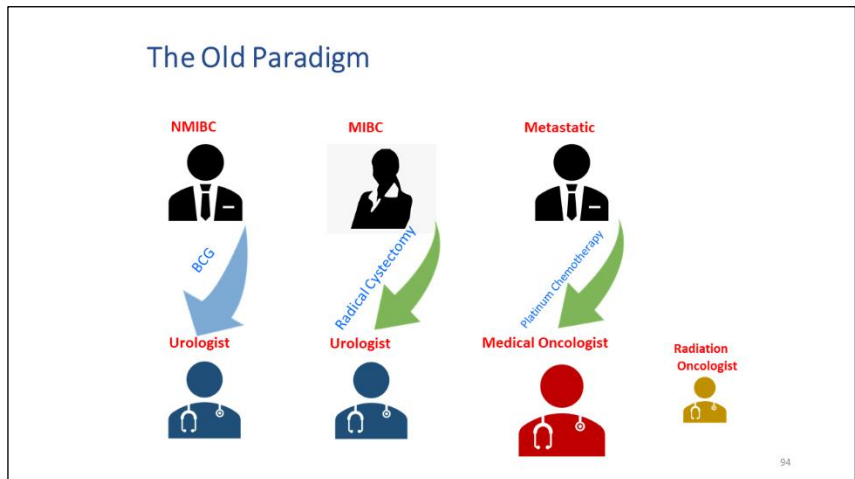 The Old Paradigm
NMIBC
MIBC
Metastatic
BCG
Radical Cystectomy
Platinum Chemotherapy
Urologist
Urologist
Medical Oncologist
Radiation
Oncologist
94